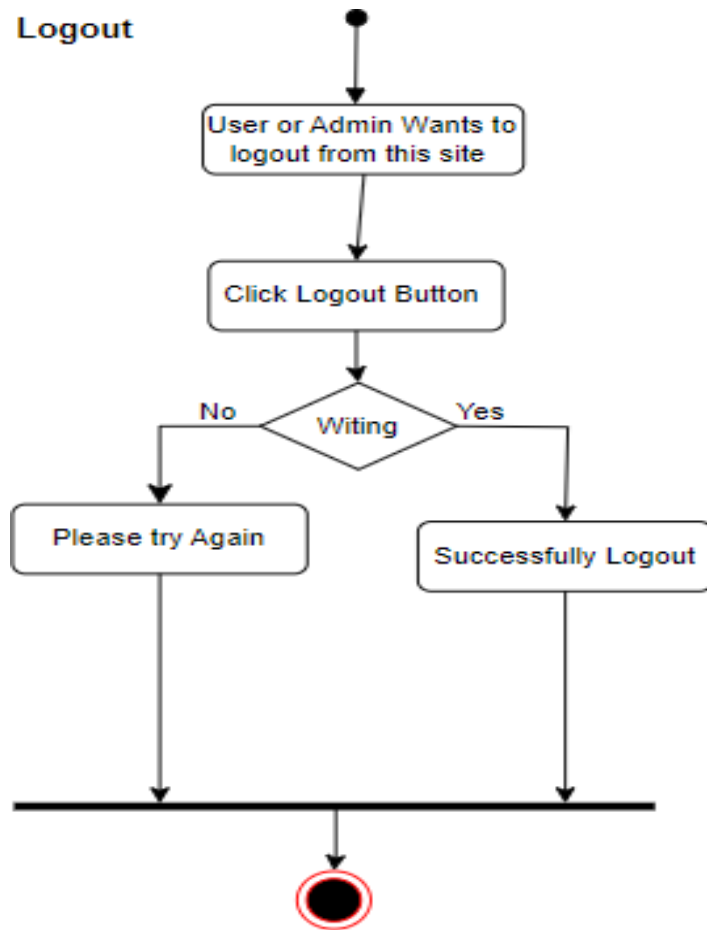 Logout
User or Admin Wants to
logout from this site
Click Logout Button
No
Witing
Yes
Please try Again
Successfully Logout